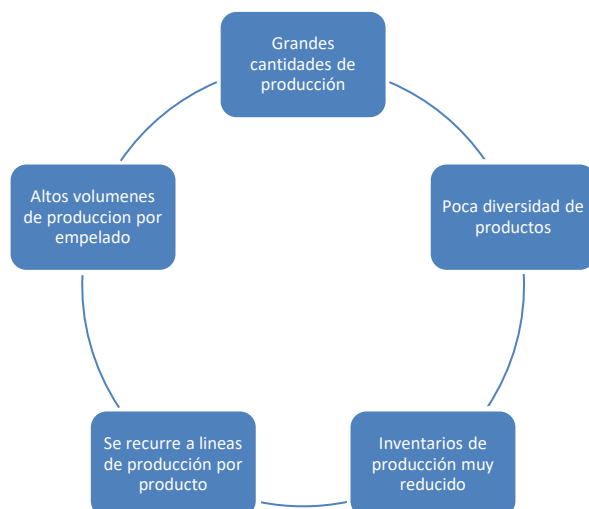 Grandes
cantidades de
producción
Poca diversidad de
productos
Inventarios de
producción muy
reducido
Se recurre a lineas
de producción por
producto
Altos volumenes
de produccion por
empelado